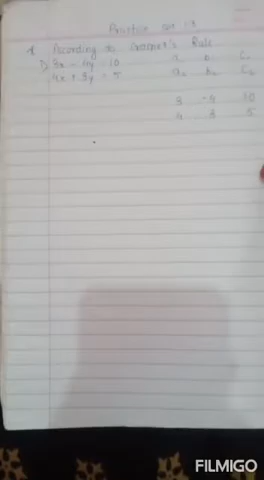 Practice set 1.3
Q. According to Cramer's Rule
1) 3x - 4y = 10 a₁ b₁ c₁
4x + 3y = 5 a₂ b₂ c₂
3 -4 10
4 3 5
FILMIGO